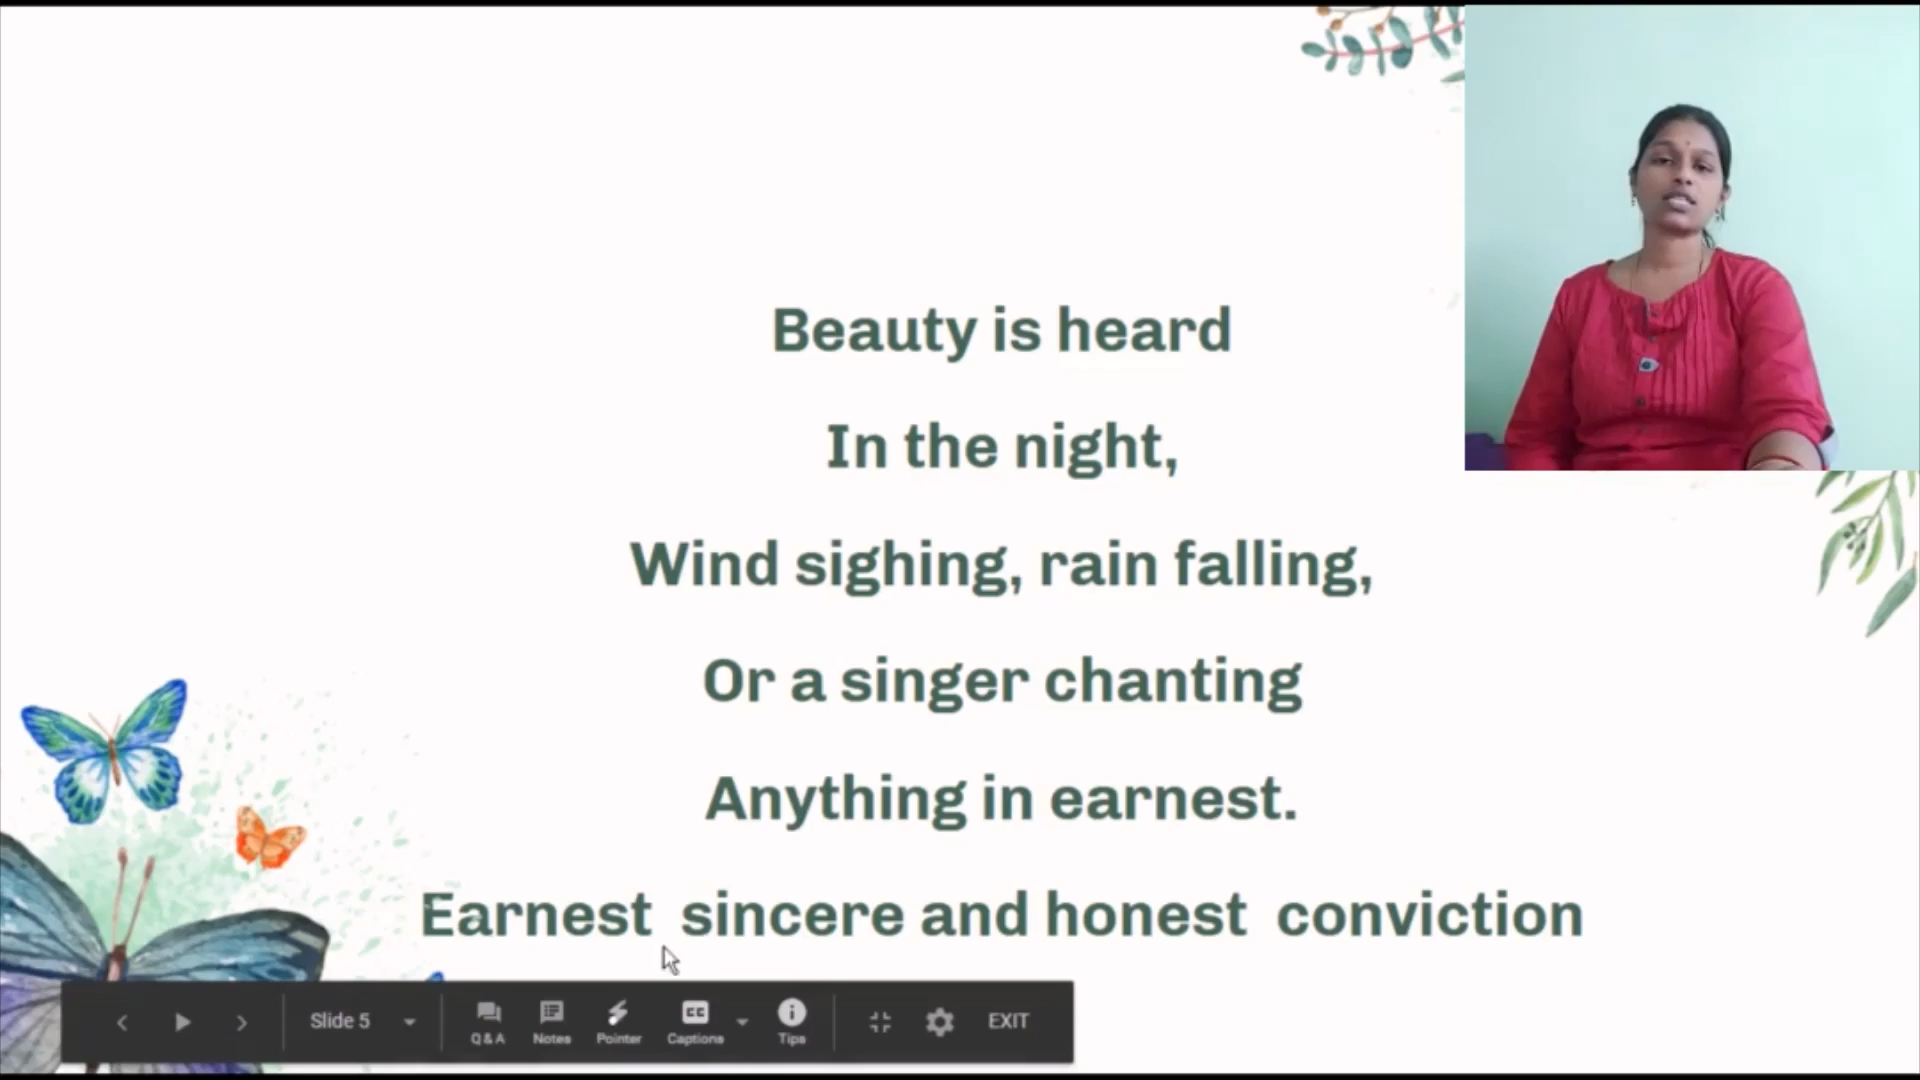 Beauty is heard
In the night,
Wind sighing, rain falling,
Or a singer chanting
Anything in earnest.
Earnest sincere and honest conviction
Slide 5
Q & A
Notes
Pointer
CC
Captions
Tips
EXIT